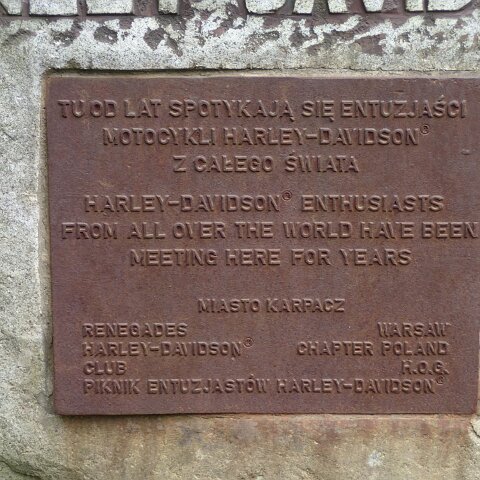 TU OD LAT SPOTYKAJĄ SIĘ ENTUZJAŚCI
MOTOCYKLI HARLEY-DAVIDSON®
Z CAŁEGO ŚWIATA
HARLEY-DAVIDSON® ENTHUSIASTS
FROM ALL OVER THE WORLD HAVE BEEN
MEETING HERE FOR YEARS
MIASTO KARPACZ
RENEGADES WARSAW
HARLEY-DAVIDSON® CHAPTER POLAND
CLUB H.O.G.
PIKNIK ENTUZJASTÓW HARLEY-DAVIDSON®